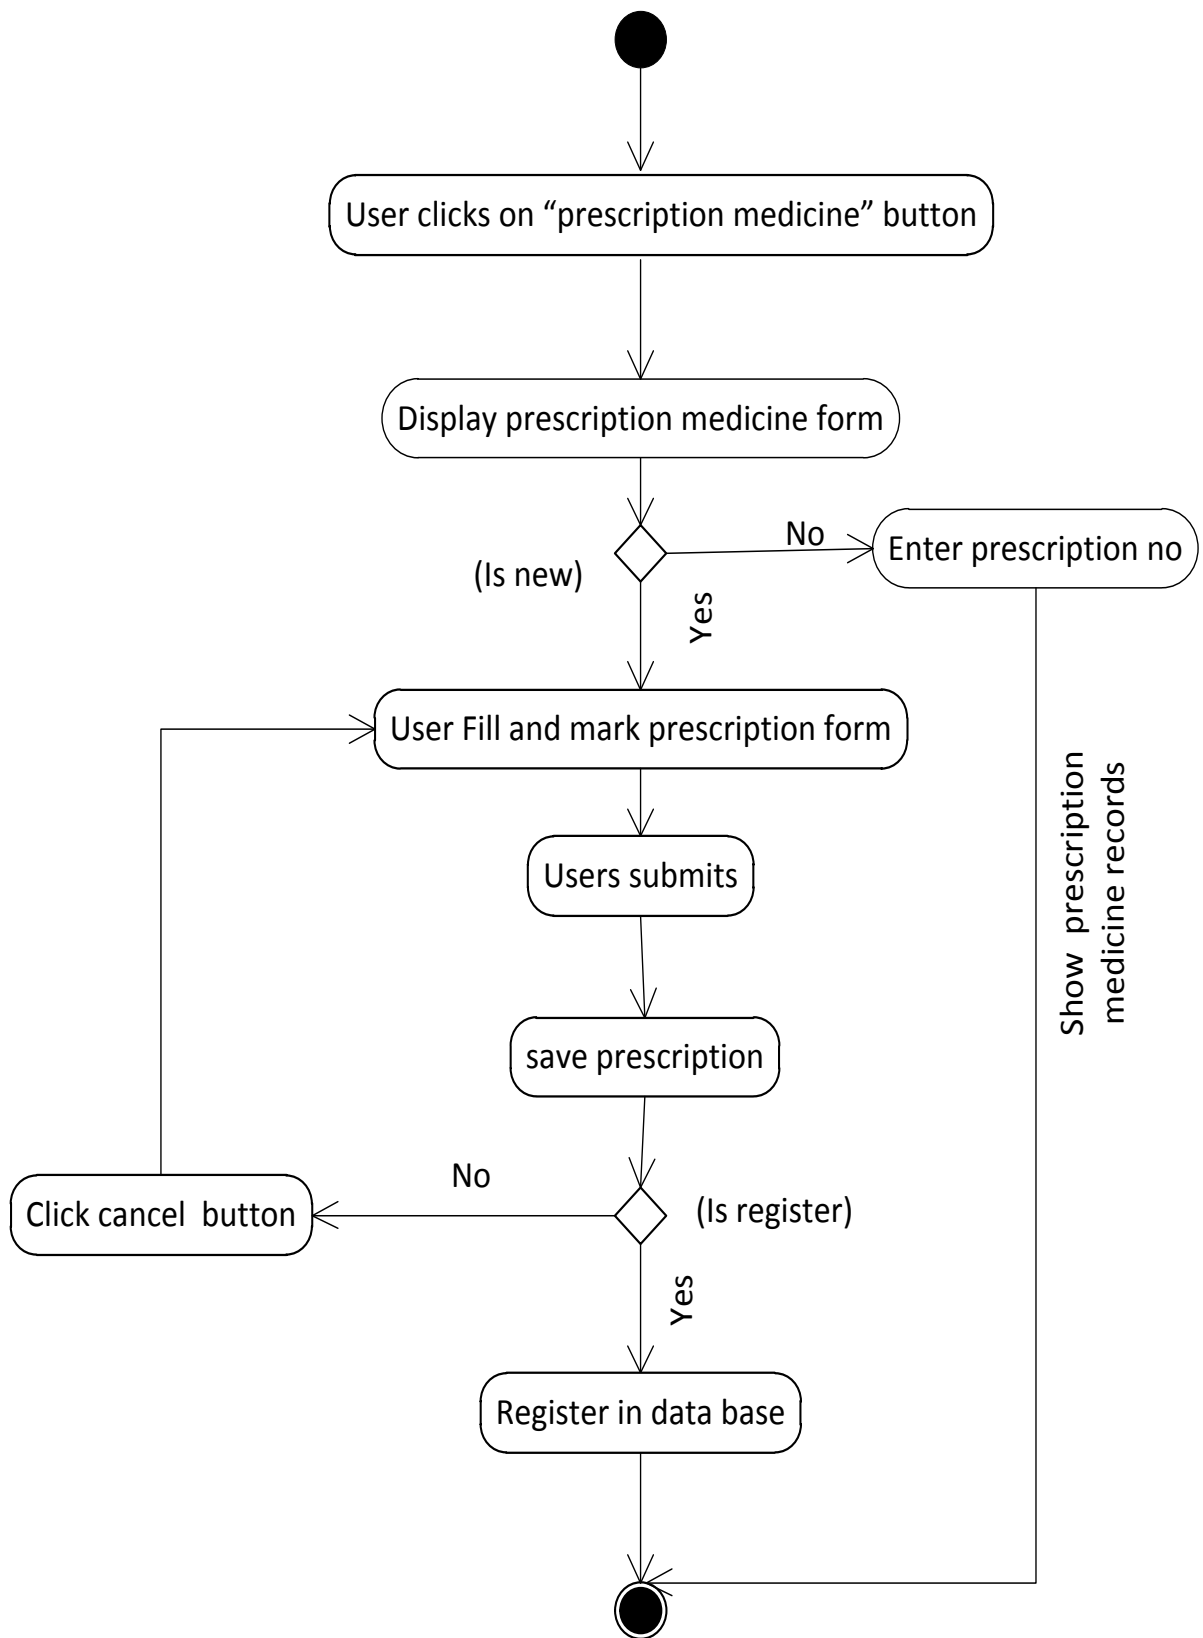 User clicks on “prescription medicine” button
Display prescription medicine form
No
Enter prescription no
(Is new)
Yes
User Fill and mark prescription form
Show prescription
medicine records
Users submits
save prescription
No
Click cancel button
(Is register)
Yes
Register in data base